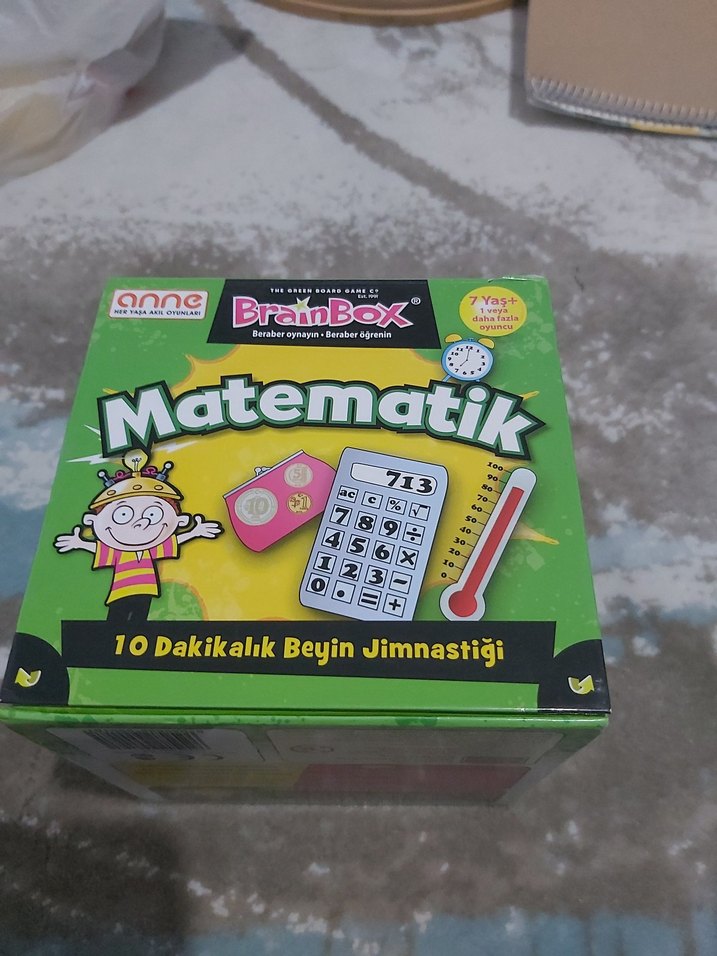 anne
HER YAŞA AKIL OYUNLARI
THE GREEN BOARD GAME Cº
Est. 1991
BrainBox®
Beraber oynayın • Beraber öğrenin
7 Yaş+
1 veya
daha fazla
oyuncu
Matematik
713
ac c % √
7 8 9 ÷
4 5 6 ×
1 2 3 −
0 . = +
100
90
80
70
60
50
40
30
20
10
0
10 Dakikalık Beyin Jimnastiği